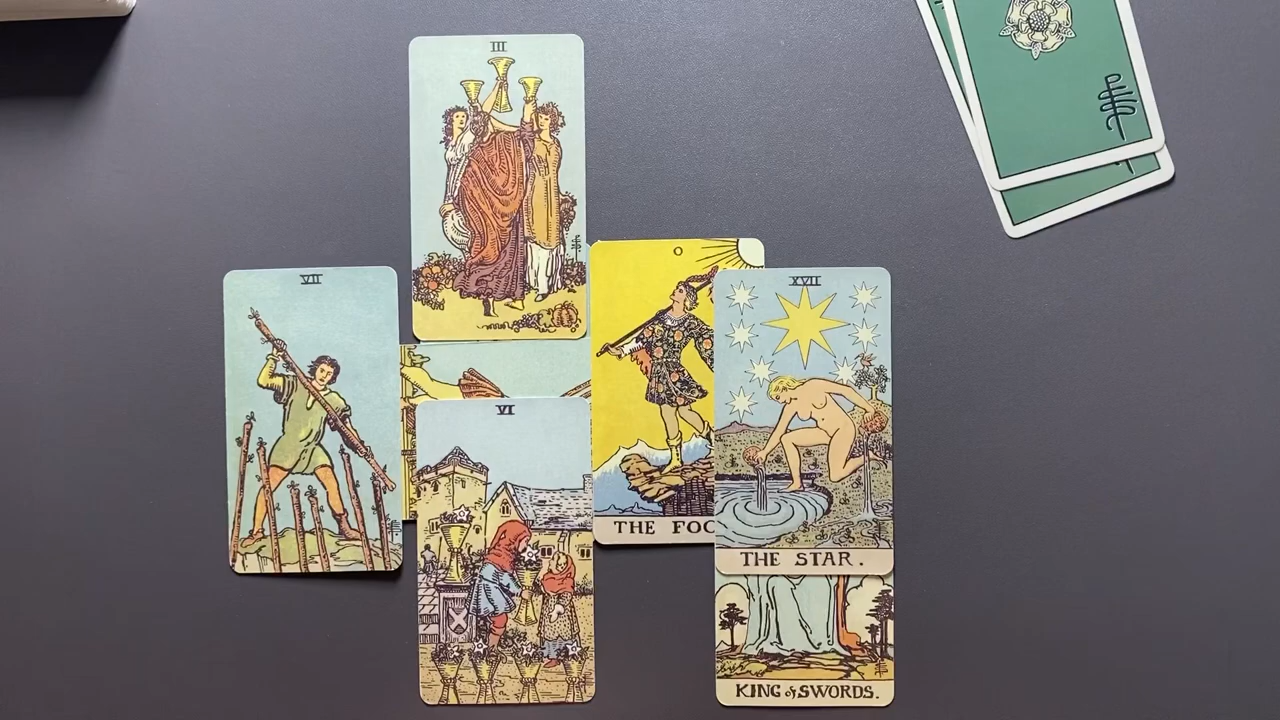 III
VII
O
XVII
VI
THE FOO
THE STAR.
KING of SWORDS.